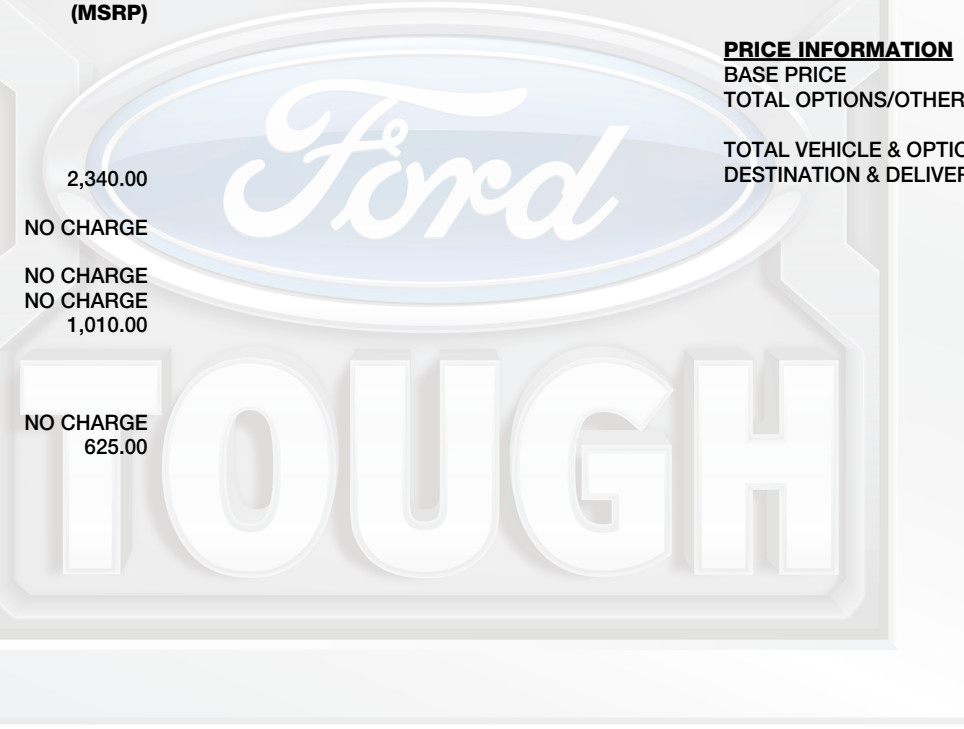 (MSRP)
2,340.00
NO CHARGE
NO CHARGE
NO CHARGE
1,010.00
NO CHARGE
625.00
PRICE INFORMATION
BASE PRICE
TOTAL OPTIONS/OTHER
TOTAL VEHICLE & OPTIO
DESTINATION & DELIVER
Ford
TOUGH